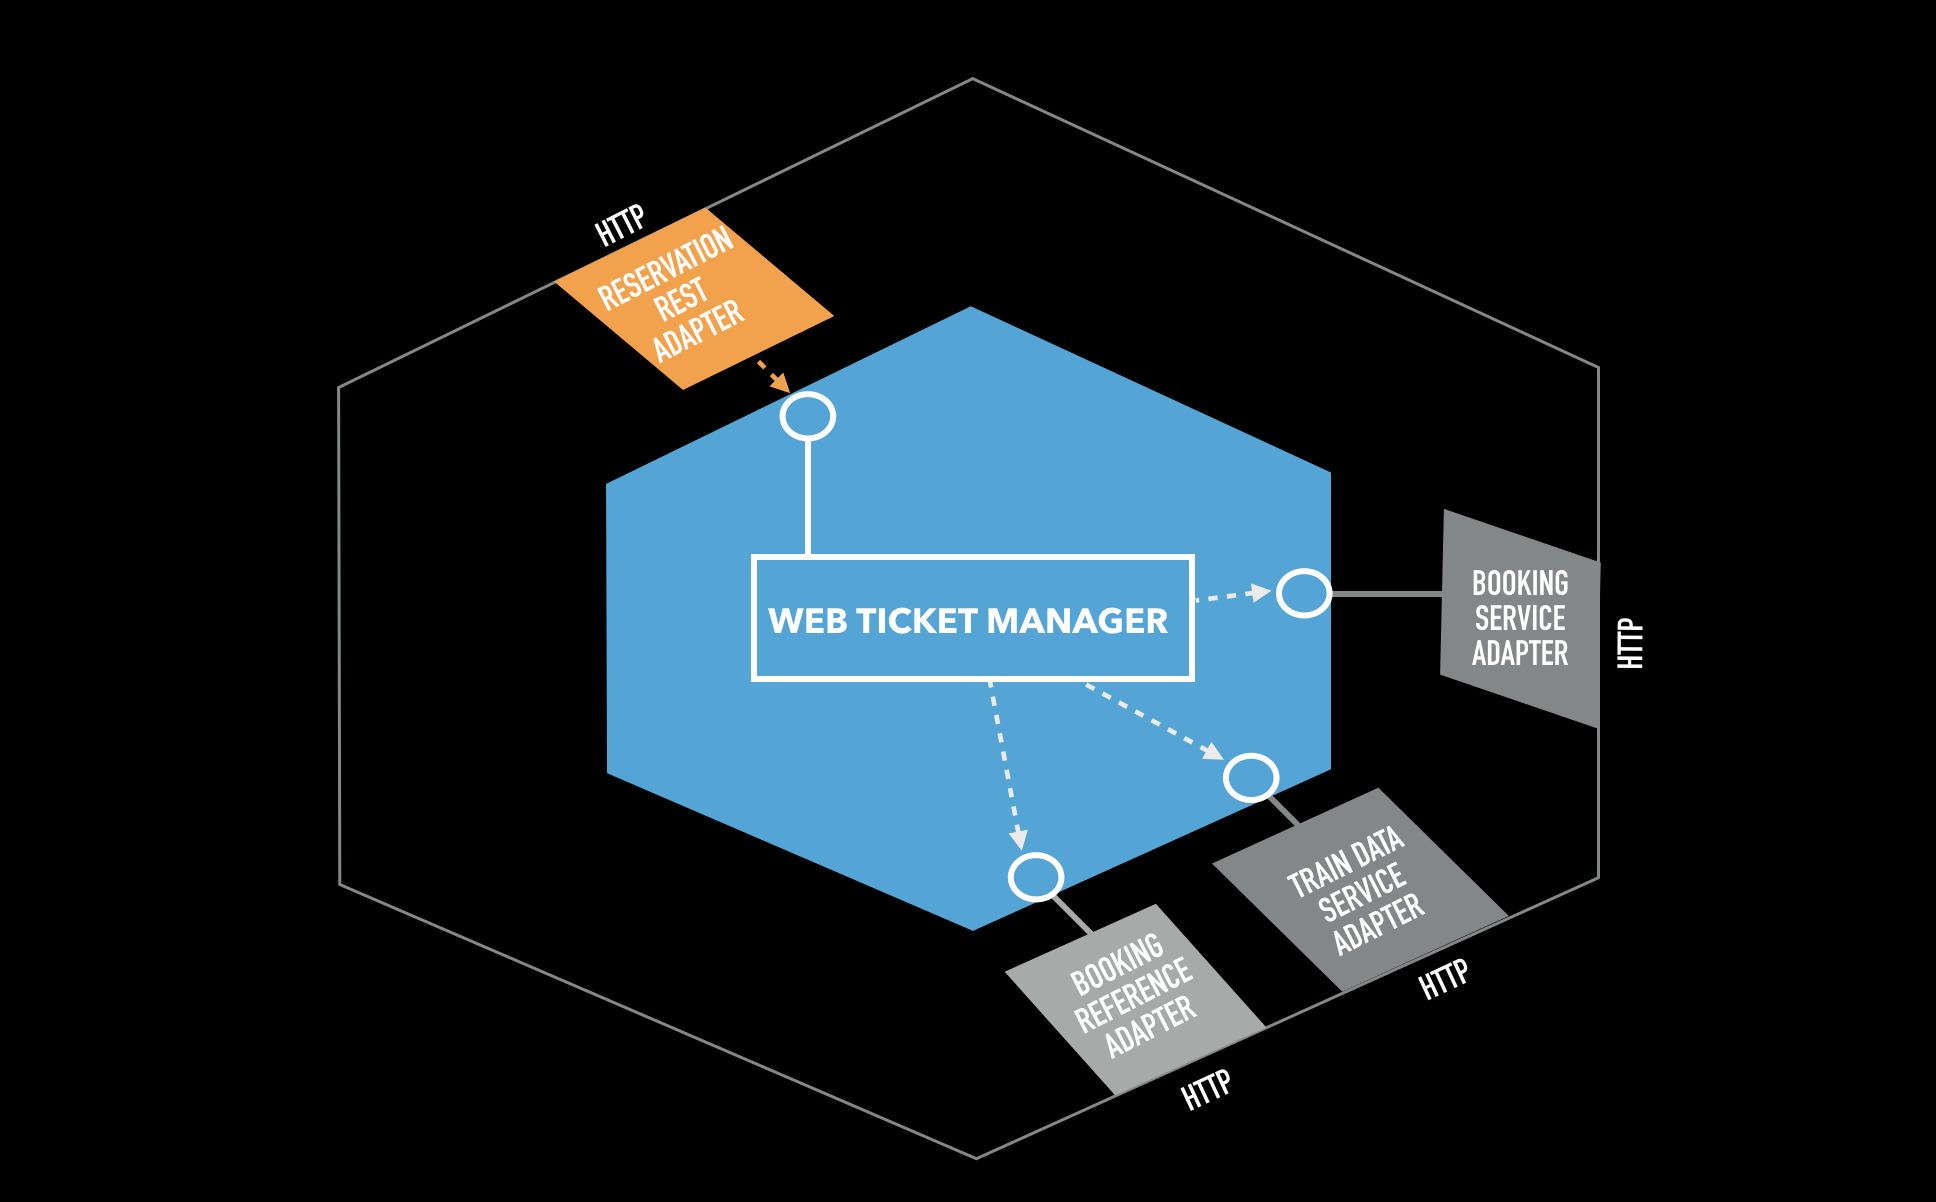 HTTP
RESERVATION
REST
ADAPTER
WEB TICKET MANAGER
BOOKING
SERVICE
ADAPTER
HTTP
TRAIN DATA
SERVICE
ADAPTER
HTTP
BOOKING
REFERENCE
ADAPTER
HTTP